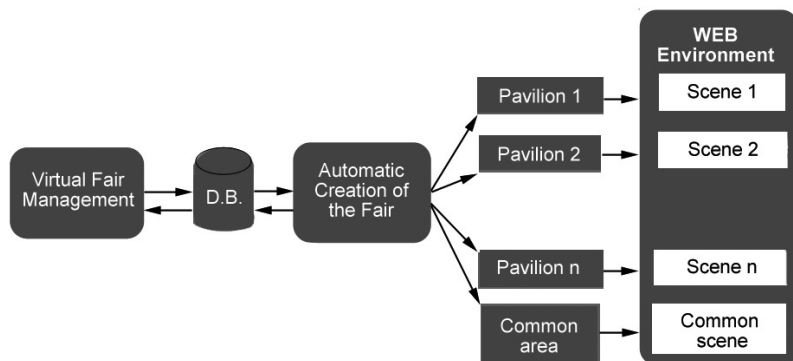 Virtual Fair
Management
D.B.
Automatic
Creation of
the Fair
Pavilion 1
Pavilion 2
Pavilion n
Common
area
WEB
Environment
Scene 1
Scene 2
Scene n
Common
scene